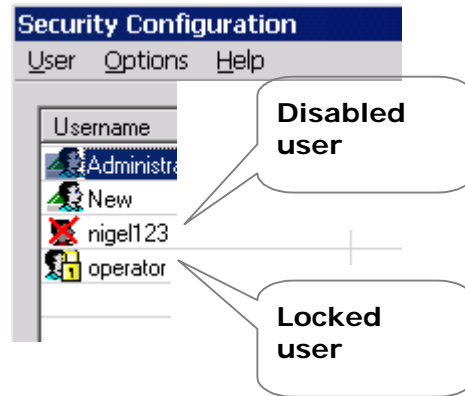 Security Configuration
User Options Help
Username
Administra
New
nigel123
operator
Disabled
user
Locked
user